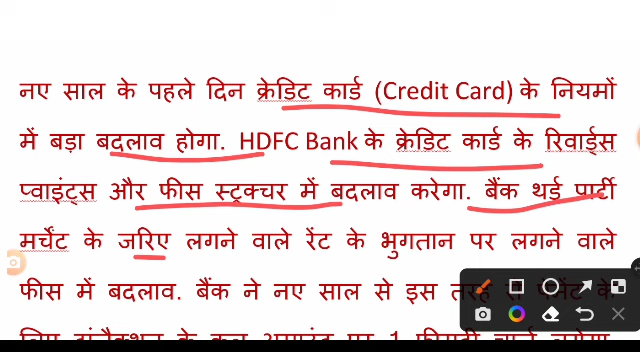 नए साल के पहले दिन क्रेडिट कार्ड (Credit Card) के नियमों
में बड़ा बदलाव होगा. HDFC Bank के क्रेडिट कार्ड के रिवार्ड्स
प्वाइंट्स और फीस स्ट्रक्चर में बदलाव करेगा. बैंक थर्ड पार्टी
मर्चेंट के जरिए लगने वाले रेंट के भुगतान पर लगने वाले
फीस में बदलाव. बैंक ने नए साल से इस तरह